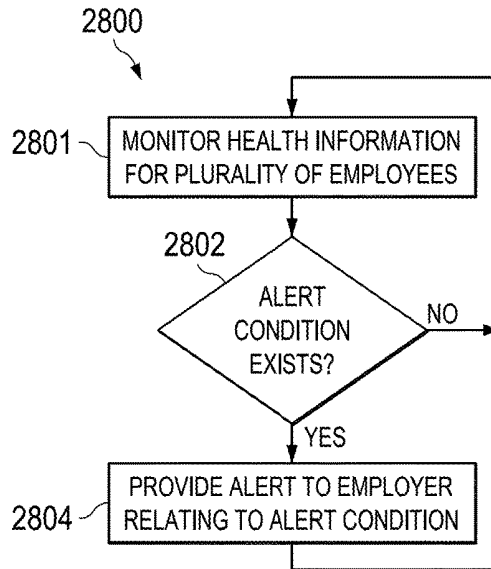 2800
2801
MONITOR HEALTH INFORMATION
FOR PLURALITY OF EMPLOYEES
2802
ALERT
CONDITION
EXISTS?
NO
YES
2804
PROVIDE ALERT TO EMPLOYER
RELATING TO ALERT CONDITION